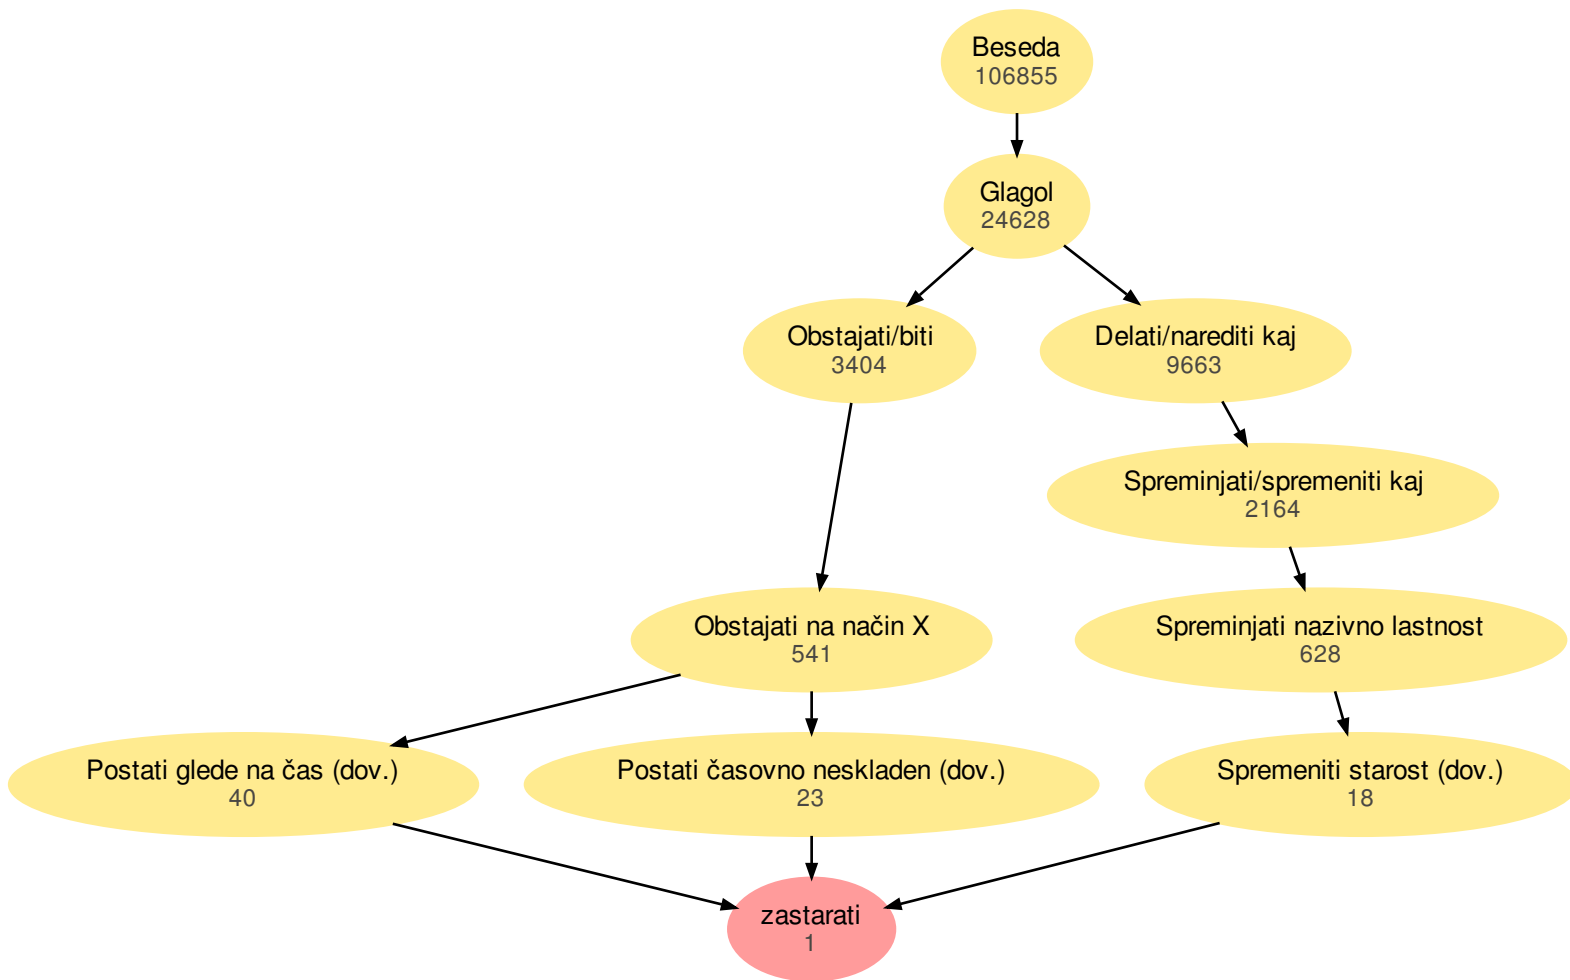 Beseda
106855
Glagol
24628
Obstajati/biti
3404
Delati/narediti kaj
9663
Spreminjati/spremeniti kaj
2164
Obstajati na način X
541
Spreminjati nazivno lastnost
628
Postati glede na čas (dov.)
40
Postati časovno neskladen (dov.)
23
Spremeniti starost (dov.)
18
zastarati
1